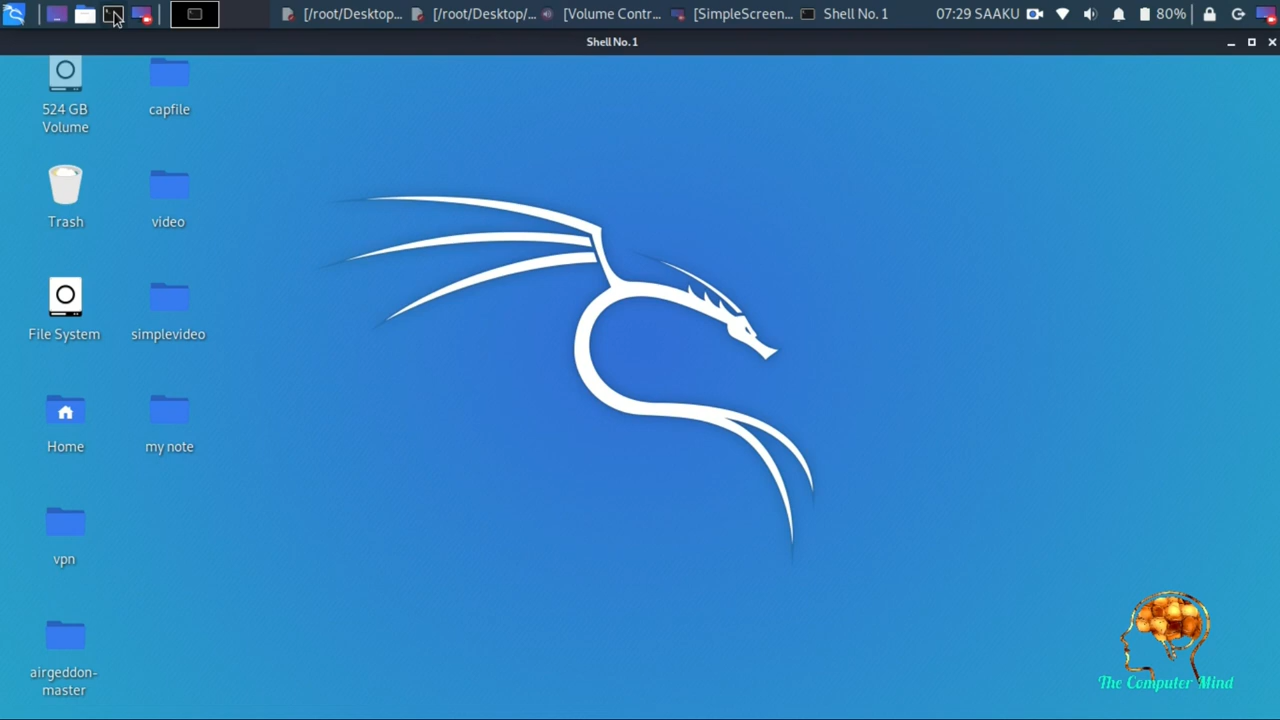 [/root/Desktop...
[/root/Desktop/...
[Volume Contr...
[SimpleScreen...
Shell No. 1
07:29 SAAKU
80%
Shell No. 1
524 GB
Volume
capfile
Trash
video
File System
simplevideo
Home
my note
vpn
airgeddon-
master
The Computer Mind